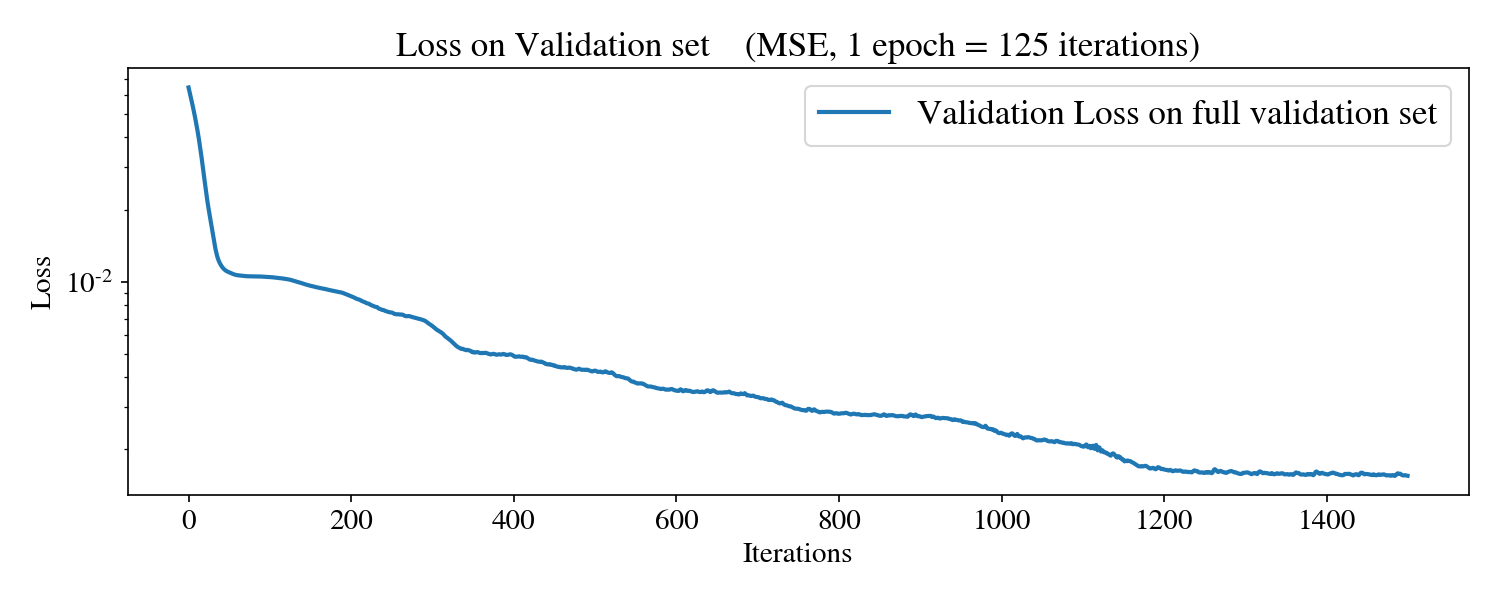 Loss on Validation set (MSE, 1 epoch = 125 iterations)
Validation Loss on full validation set
Loss
10-2
0 200 400 600 800 1000 1200 1400
Iterations